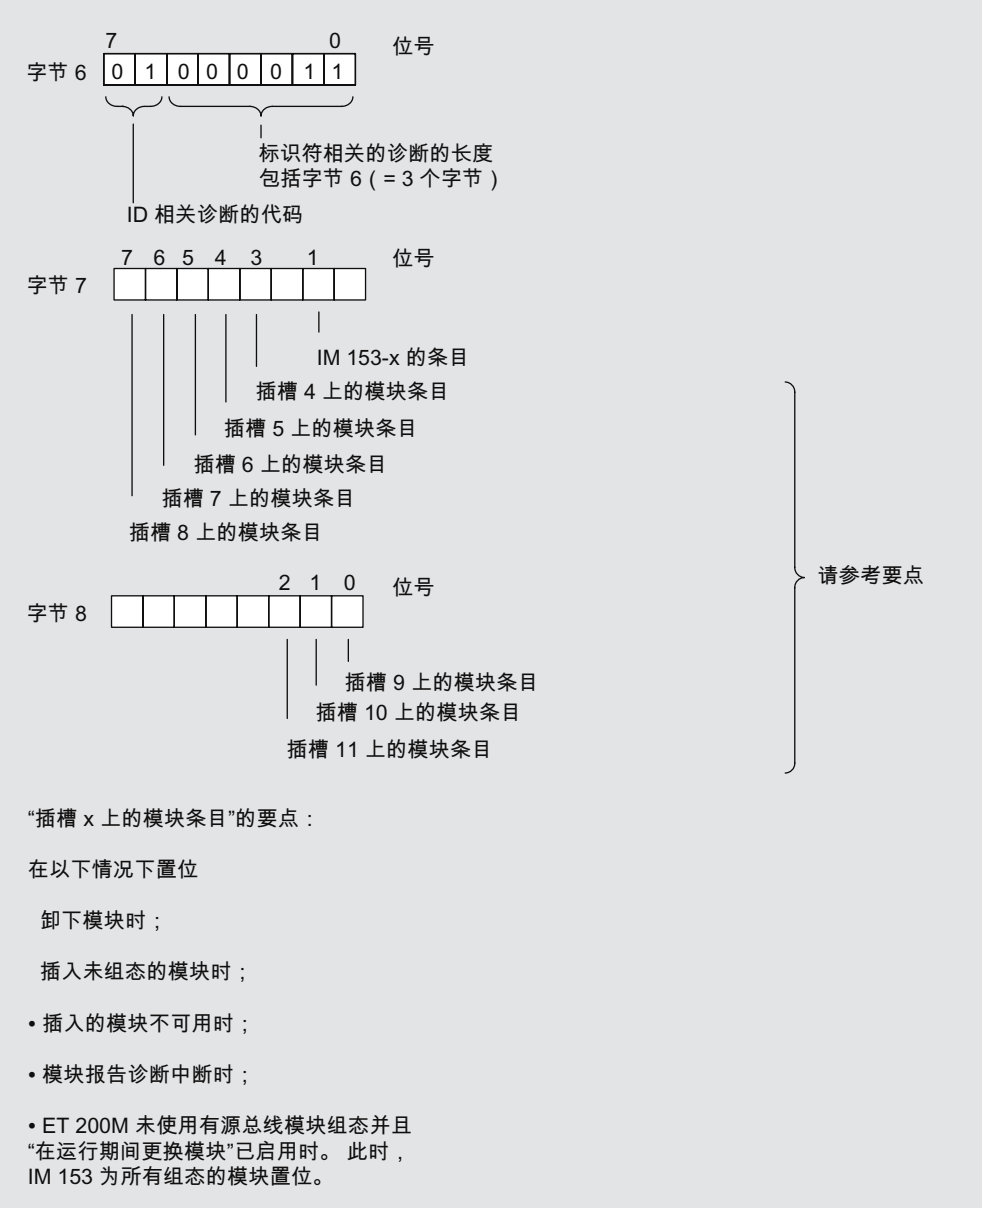 7 0 位号
字节 6 0 1 0 0 0 0 1 1
标识符相关的诊断的长度
包括字节 6 ( = 3 个字节 )
ID 相关诊断的代码
7 6 5 4 3 1 位号
字节 7
IM 153-x 的条目
插槽 4 上的模块条目
插槽 5 上的模块条目
插槽 6 上的模块条目
插槽 7 上的模块条目
插槽 8 上的模块条目
请参考要点
2 1 0 位号
字节 8
插槽 9 上的模块条目
插槽 10 上的模块条目
插槽 11 上的模块条目
“插槽 x 上的模块条目”的要点 :
在以下情况下置位
卸下模块时 ;
插入未组态的模块时 ;
• 插入的模块不可用时 ;
• 模块报告诊断中断时 ;
• ET 200M 未使用有源总线模块组态并且
“在运行期间更换模块”已启用时。 此时 ,
IM 153 为所有组态的模块置位。